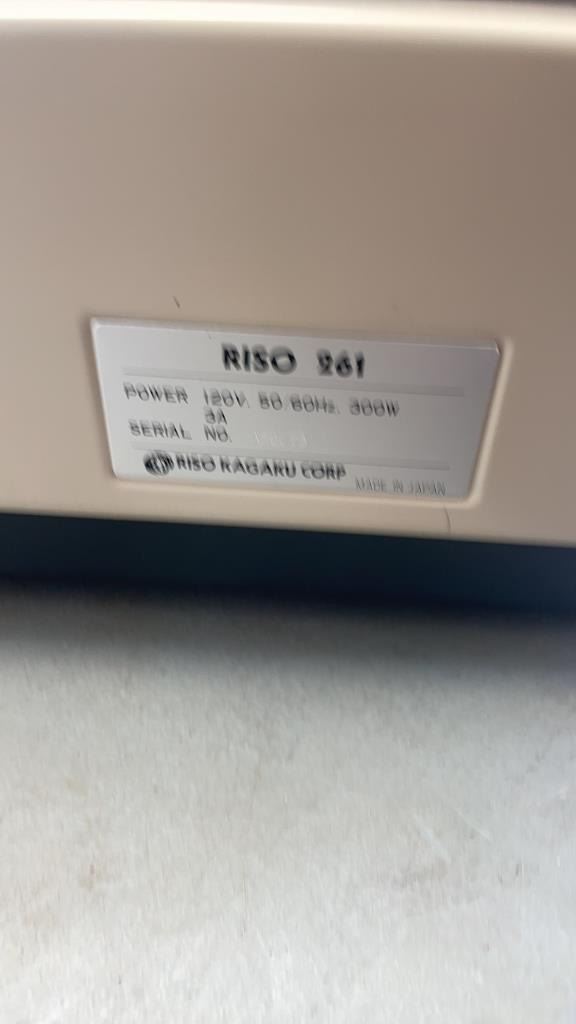 RISO 261
POWER 120V. 50/60Hz. 300W
3A
SERIAL No.
RISO KAGAKU CORP
MADE IN JAPAN